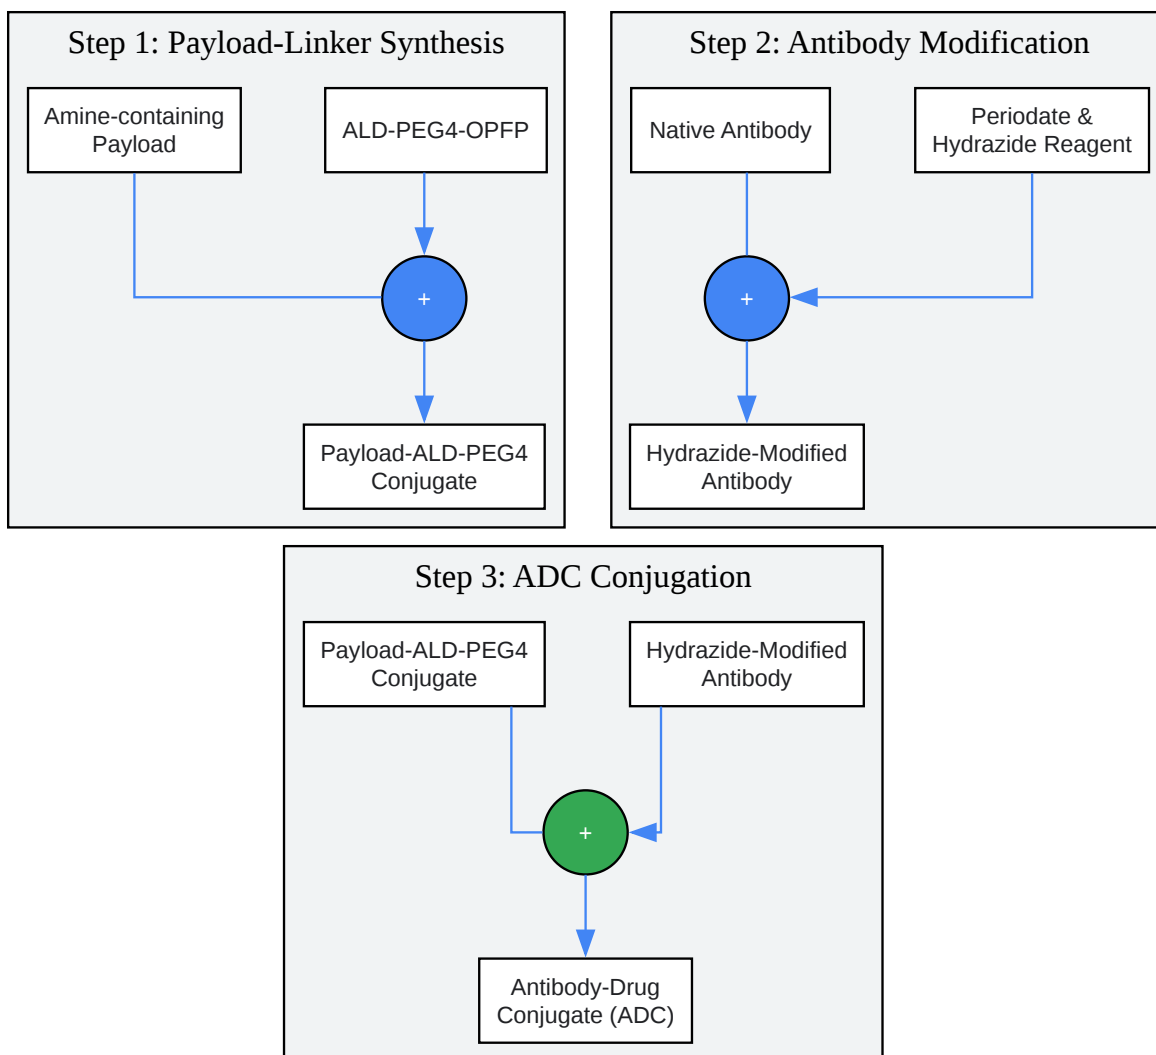 Step 1: Payload-Linker Synthesis
Amine-containing
Payload
ALD-PEG4-OPFP
+
Payload-ALD-PEG4
Conjugate
Step 2: Antibody Modification
Native Antibody
Periodate &
Hydrazide Reagent
+
Hydrazide-Modified
Antibody
Step 3: ADC Conjugation
Payload-ALD-PEG4
Conjugate
Hydrazide-Modified
Antibody
+
Antibody-Drug
Conjugate (ADC)